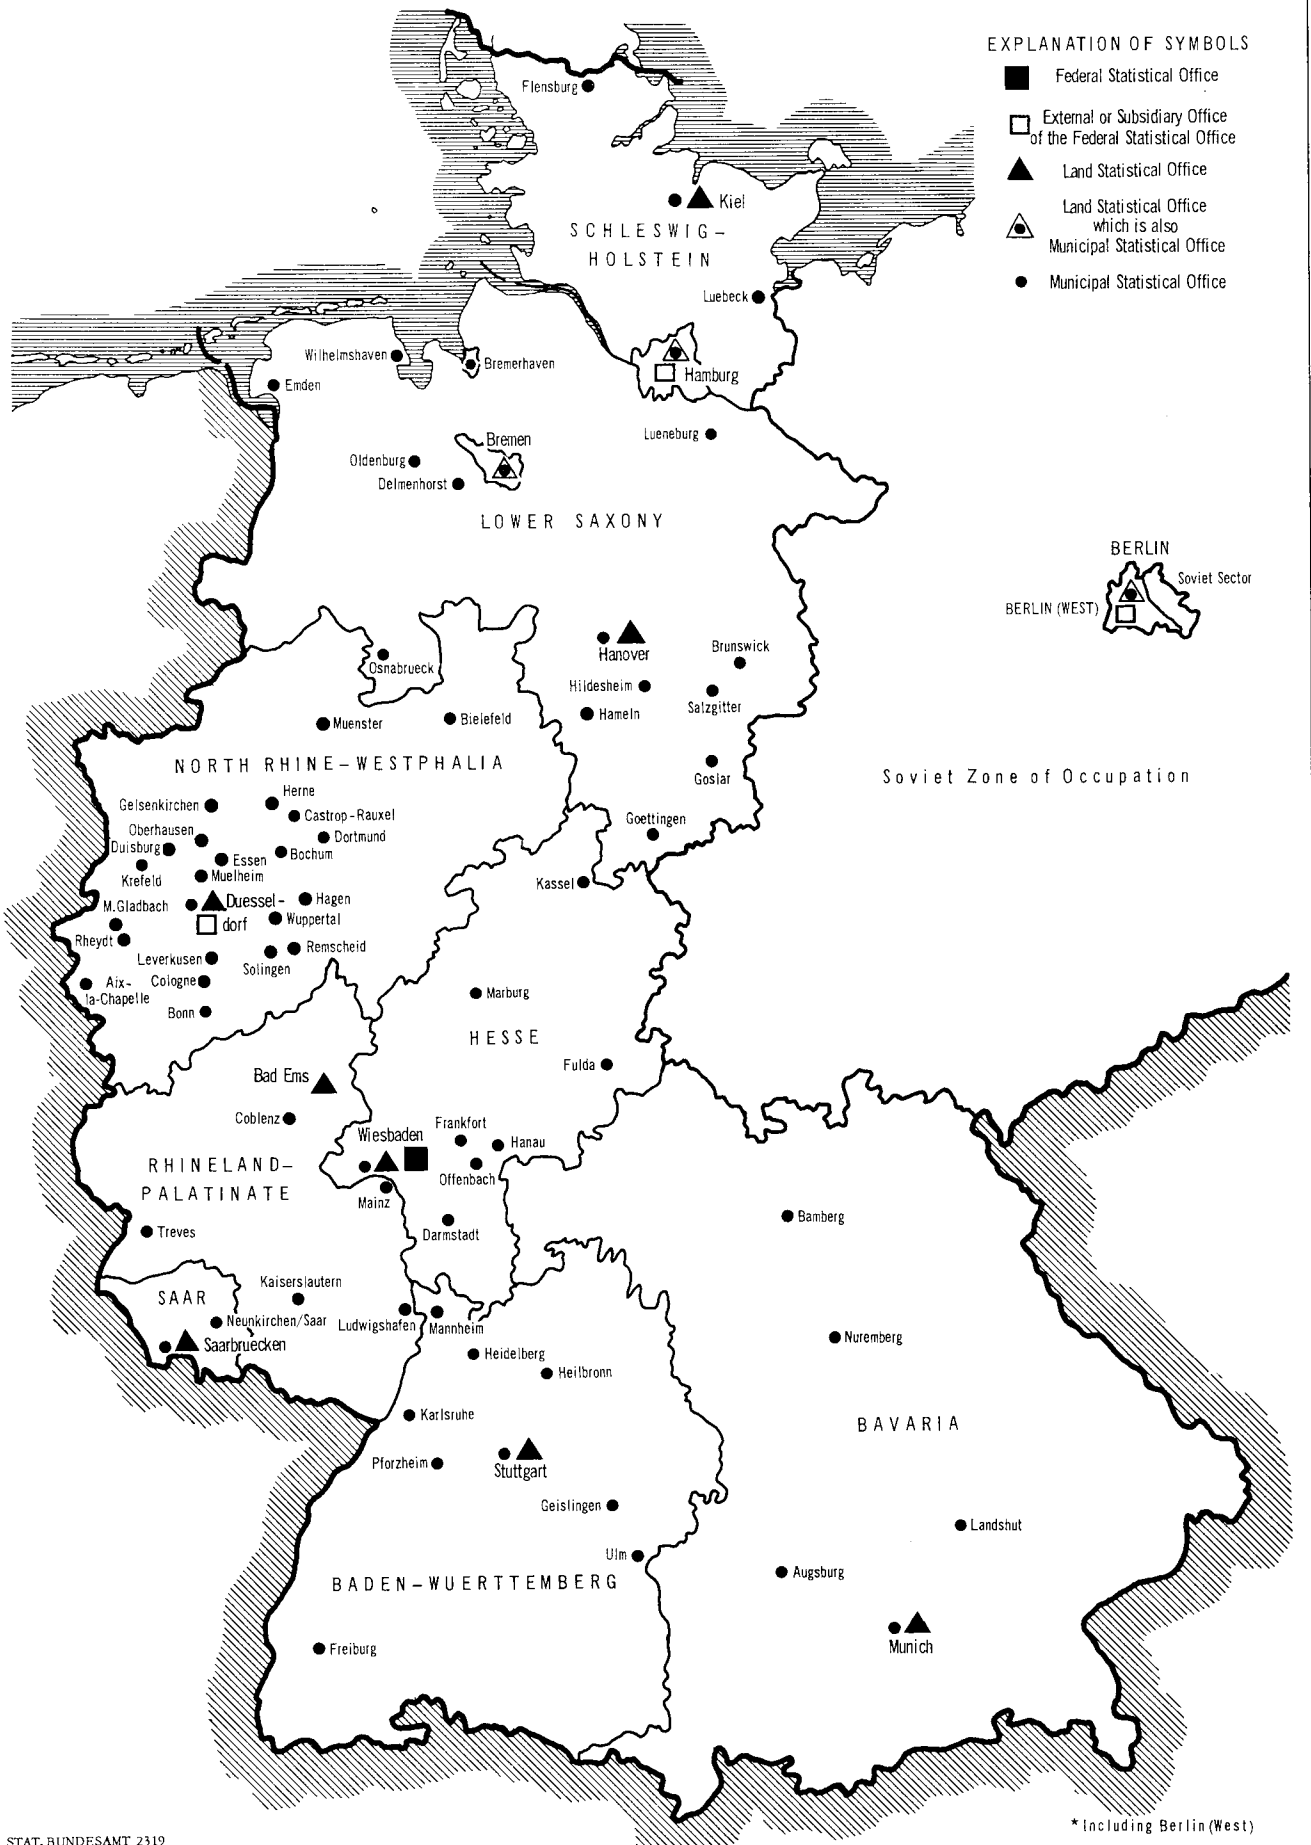 EXPLANATION OF SYMBOLS
Federal Statistical Office
External or Subsidiary Office
of the Federal Statistical Office
Land Statistical Office
Land Statistical Office
which is also
Municipal Statistical Office
Municipal Statistical Office
Flensburg
Kiel
SCHLESWIG-
HOLSTEIN
Luebeck
Wilhelmshaven
Bremerhaven
Hamburg
Emden
Lueneburg
Bremen
Oldenburg
Delmenhorst
LOWER SAXONY
BERLIN
Soviet Sector
BERLIN (WEST)
Hanover
Brunswick
Osnabrueck
Hildesheim
Salzgitter
Hameln
Muenster
Bielefeld
NORTH RHINE-WESTPHALIA
Goslar
Soviet Zone of Occupation
Herne
Gelsenkirchen
Castrop-Rauxel
Goettingen
Oberhausen
Dortmund
Duisburg
Bochum
Essen
Krefeld
Muelheim
Kassel
M.Gladbach
Duessel-
dorf
Hagen
Wuppertal
Rheydt
Remscheid
Leverkusen
Solingen
Aix-
la-Chapelle
Cologne
Marburg
Bonn
HESSE
Fulda
Bad Ems
Coblenz
Frankfort
Wiesbaden
Hanau
RHINELAND-
PALATINATE
Offenbach
Mainz
Bamberg
Treves
Darmstadt
Kaiserslautern
SAAR
Neunkirchen/Saar
Ludwigshafen
Mannheim
Saarbruecken
Nuremberg
Heidelberg
Heilbronn
Karlsruhe
BAVARIA
Pforzheim
Stuttgart
Geislingen
Landshut
Ulm
Augsburg
BADEN-WUERTTEMBERG
Freiburg
Munich
*Including Berlin (West)
STAT. BUNDESAMT 2319